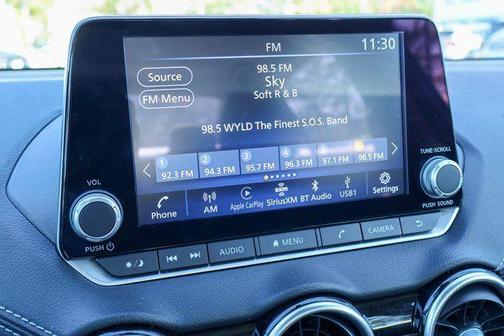 FM
11:30
Source
98.5 FM
Sky
FM Menu
Soft R & B
98.5 WYLD The Finest S.O.S. Band
1 2 3 4 5 6
92.3 FM 94.3 FM 95.7 FM 96.3 FM 97.1 FM 98.5 FM
Phone AM Apple CarPlay SiriusXM BT Audio USB1 Settings
VOL
PUSH
TUNE-SCROLL
PUSH SOUND
AUDIO MENU CAMERA